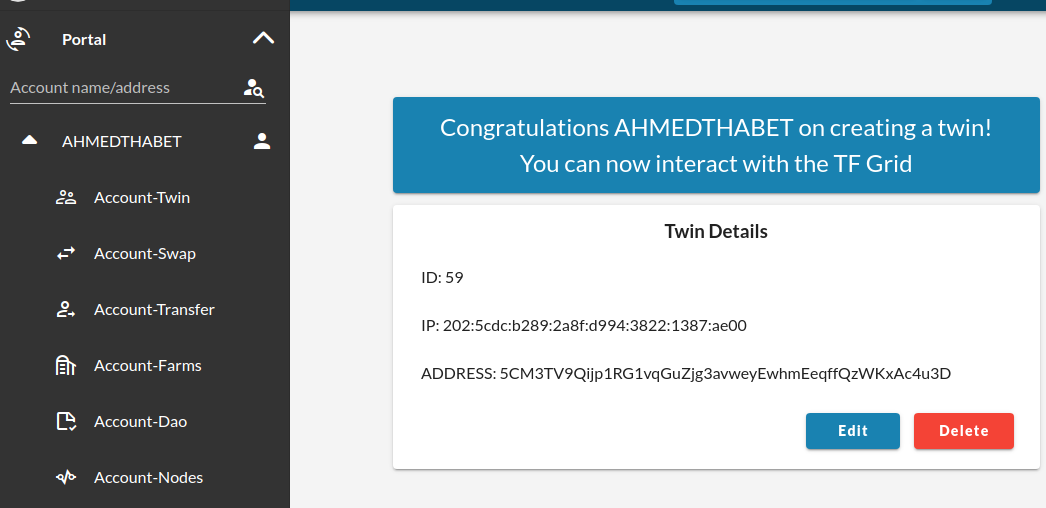 Portal
Account name/address
AHMEDTHABET
Account-Twin
Account-Swap
Account-Transfer
Account-Farms
Account-Dao
Account-Nodes
Congratulations AHMEDTHABET on creating a twin!
You can now interact with the TF Grid
Twin Details
ID: 59
IP: 202:5cdc:b289:2a8f:d994:3822:1387:ae00
ADDRESS: 5CM3TV9Qijp1RG1vqGuZjg3avweyEwhmEeqffQzWKxAc4u3D
Edit
Delete